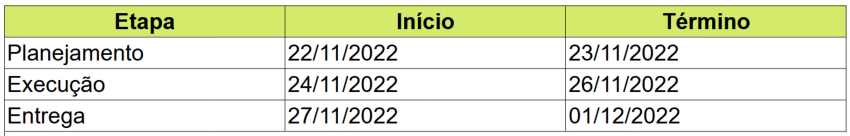 Etapa Início Término
Planejamento 22/11/2022 23/11/2022
Execução 24/11/2022 26/11/2022
Entrega 27/11/2022 01/12/2022